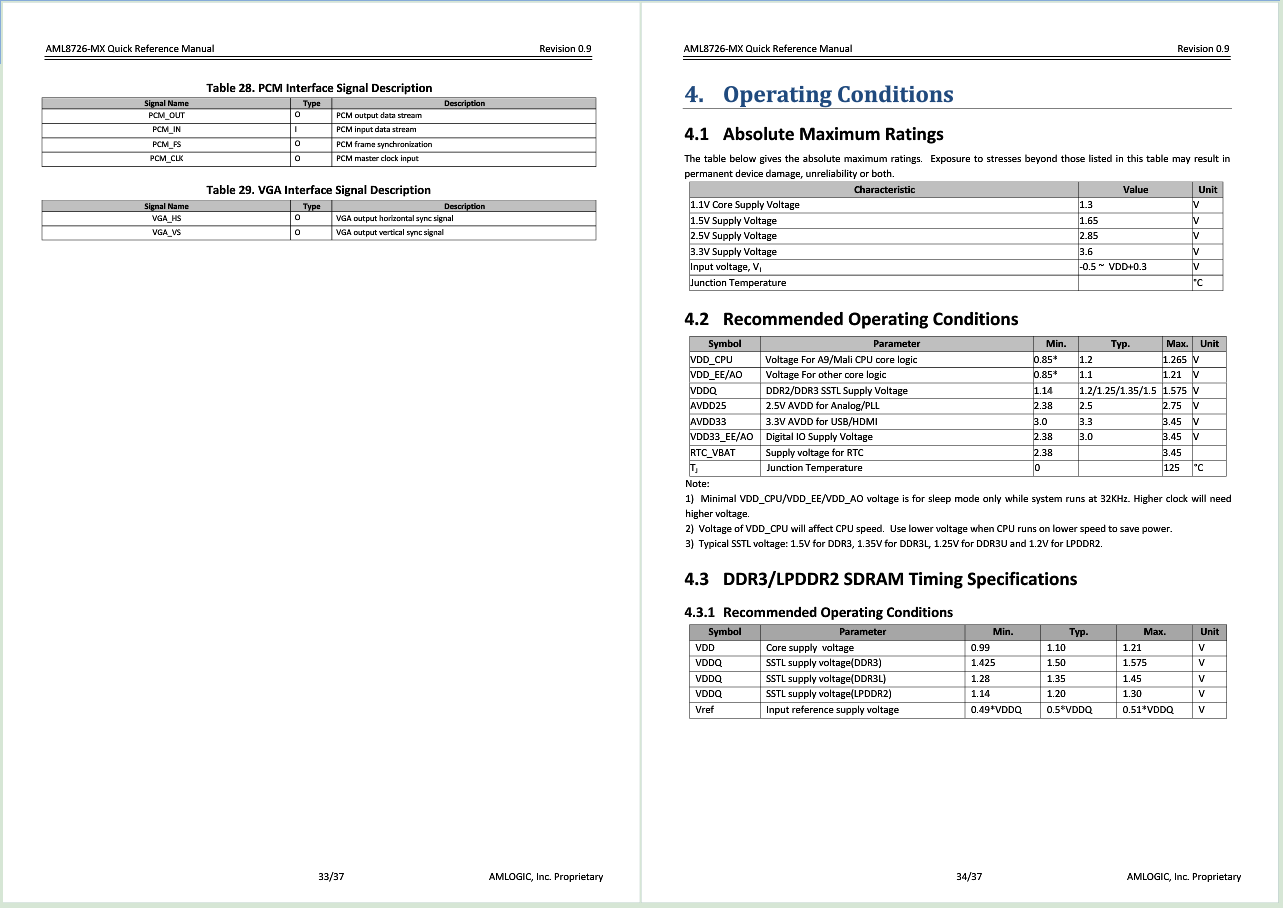 AML8726-MX Quick Reference Manual Revision 0.9
Table 28. PCM Interface Signal Description
Signal Name Type Description
PCM_OUT O PCM output data stream
PCM_IN I PCM input data stream
PCM_FS O PCM frame synchronization
PCM_CLK O PCM master clock input
Table 29. VGA Interface Signal Description
Signal Name Type Description
VGA_HS O VGA output horizontal sync signal
VGA_VS O VGA output vertical sync signal
33/37 AMLOGIC, Inc. Proprietary
AML8726-MX Quick Reference Manual Revision 0.9
4. Operating Conditions
4.1 Absolute Maximum Ratings
The table below gives the absolute maximum ratings. Exposure to stresses beyond those listed in this table may result in
permanent device damage, unreliability or both.
Characteristic Value Unit
1.1V Core Supply Voltage 1.3 V
1.5V Supply Voltage 1.65 V
2.5V Supply Voltage 2.85 V
3.3V Supply Voltage 3.6 V
Input voltage, VI -0.5 ~ VDD+0.3 V
Junction Temperature °C
4.2 Recommended Operating Conditions
Symbol Parameter Min. Typ. Max. Unit
VDD_CPU Voltage For A9/Mali CPU core logic 0.85* 1.2 1.265 V
VDD_EE/AO Voltage For other core logic 0.85* 1.1 1.21 V
VDDQ DDR2/DDR3 SSTL Supply Voltage 1.14 1.2/1.25/1.35/1.5 1.575 V
AVDD25 2.5V AVDD for Analog/PLL 2.38 2.5 2.75 V
AVDD33 3.3V AVDD for USB/HDMI 3.0 3.3 3.45 V
VDD33_EE/AO Digital IO Supply Voltage 2.38 3.0 3.45 V
RTC_VBAT Supply voltage for RTC 2.38 3.45
TJ Junction Temperature 0 125 °C
Note:
1) Minimal VDD_CPU/VDD_EE/VDD_AO voltage is for sleep mode only while system runs at 32KHz. Higher clock will need
higher voltage.
2) Voltage of VDD_CPU will affect CPU speed. Use lower voltage when CPU runs on lower speed to save power.
3) Typical SSTL voltage: 1.5V for DDR3, 1.35V for DDR3L, 1.25V for DDR3U and 1.2V for LPDDR2.
4.3 DDR3/LPDDR2 SDRAM Timing Specifications
4.3.1 Recommended Operating Conditions
Symbol Parameter Min. Typ. Max. Unit
VDD Core supply voltage 0.99 1.10 1.21 V
VDDQ SSTL supply voltage(DDR3) 1.425 1.50 1.575 V
VDDQ SSTL supply voltage(DDR3L) 1.28 1.35 1.45 V
VDDQ SSTL supply voltage(LPDDR2) 1.14 1.20 1.30 V
Vref Input reference supply voltage 0.49*VDDQ 0.5*VDDQ 0.51*VDDQ V
34/37 AMLOGIC, Inc. Proprietary